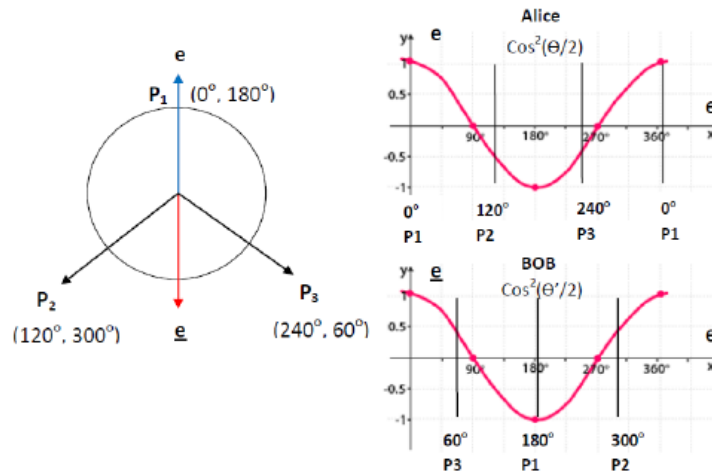 e
P₁ (0°, 180°)
P₂
(120°, 300°)
P₃
(240°, 60°)
e
Alice
y e
Cos²(Θ/2)
1
0.5
90° 180° 270° 360°
-0.5
-1
0° 120° 240° 0°
P1 P2 P3 P1
BOB
y e
Cos²(Θ'/2)
1
0.5
90° 180° 270° 360° x
-0.5
-1
60° 180° 300°
P3 P1 P2